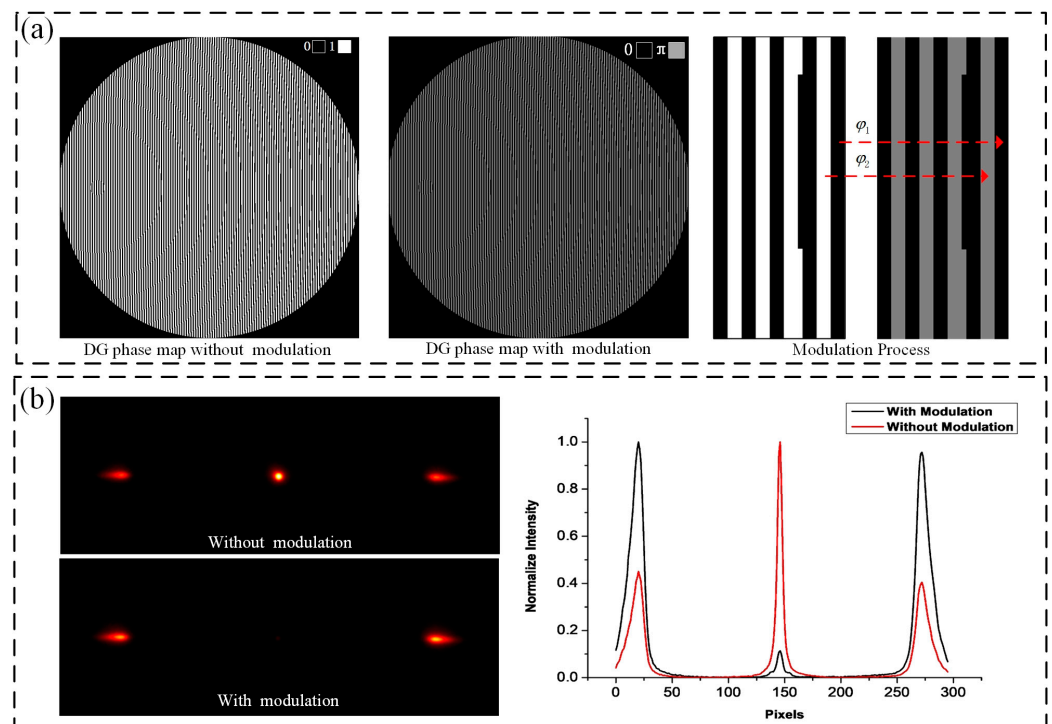 (a)
0 1
0 π
φ1
φ2
DG phase map without modulation
DG phase map with modulation
Modulation Process
(b)
Without modulation
With modulation
With Modulation
Without Modulation
1.0
0.8
0.6
0.4
0.2
0.0
Normalize Intensity
0 50 100 150 200 250 300
Pixels